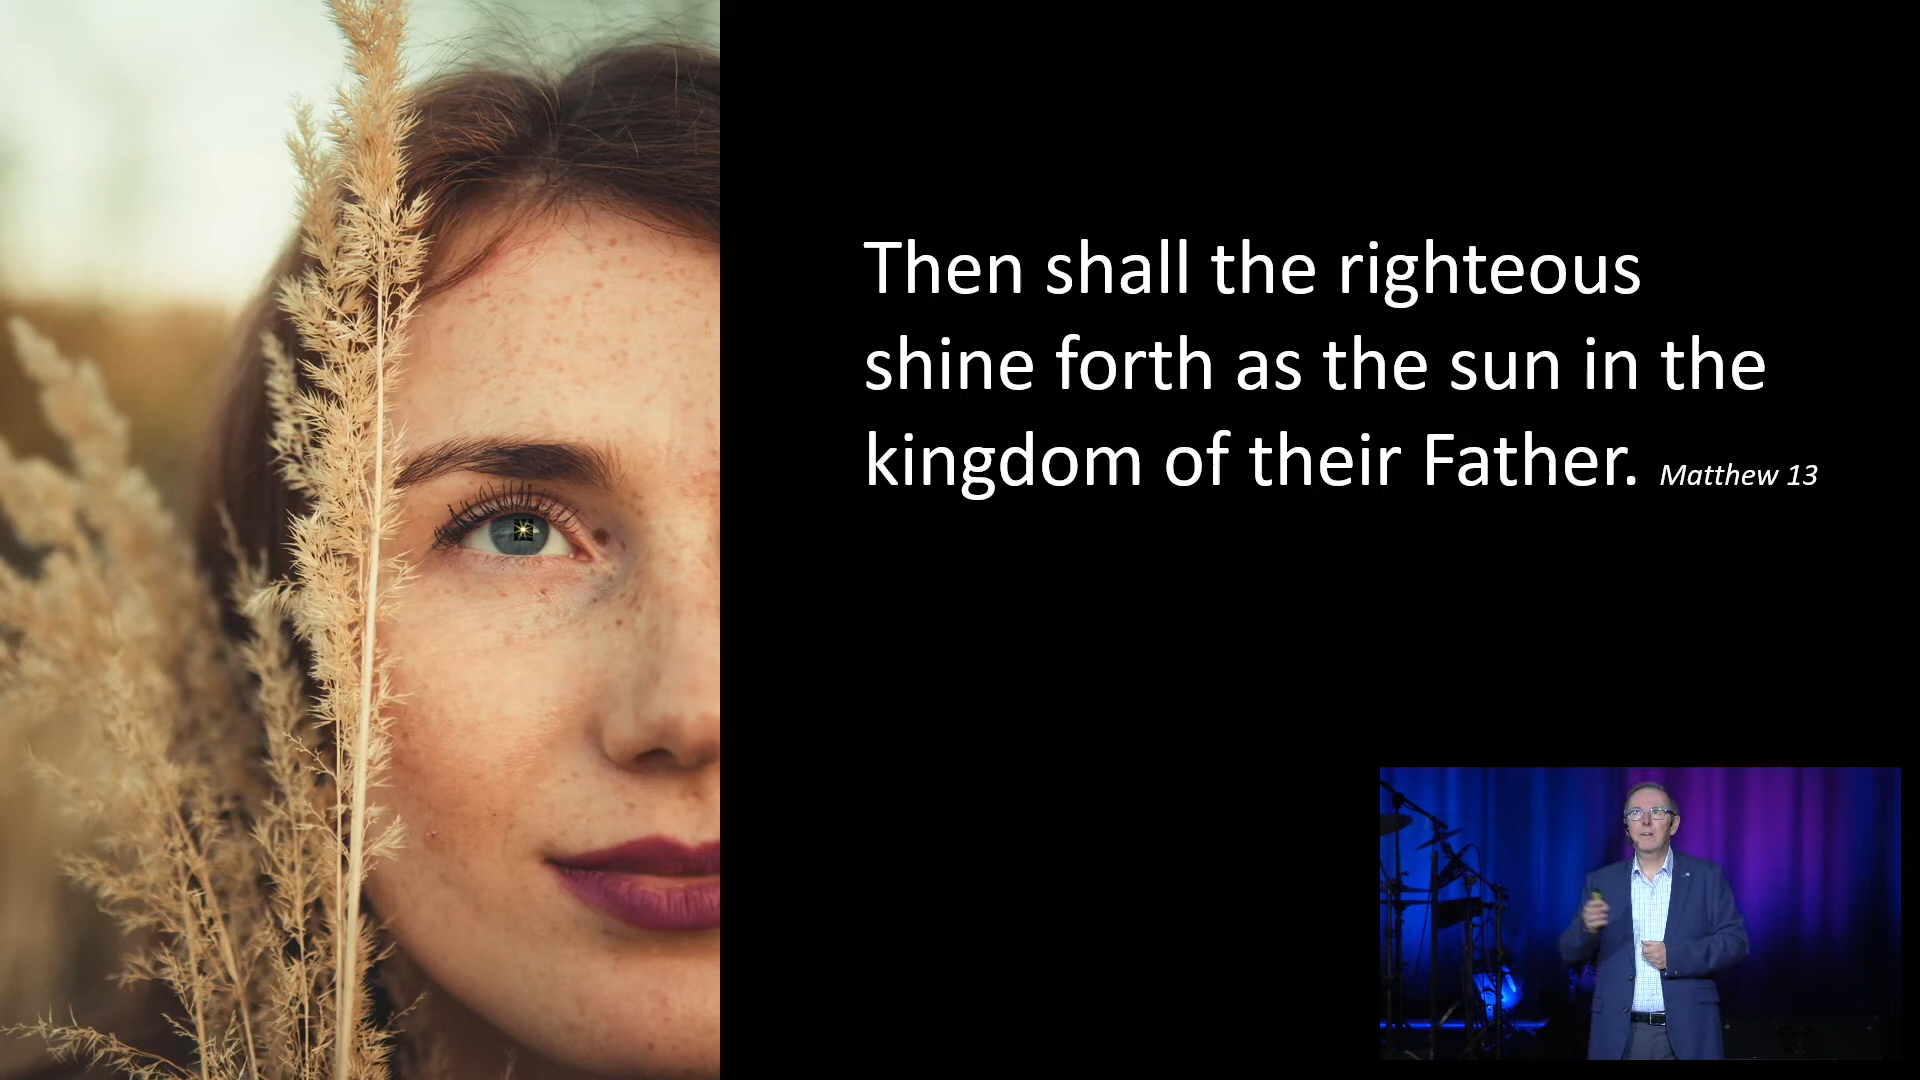 Then shall the righteous
shine forth as the sun in the
kingdom of their Father. Matthew 13